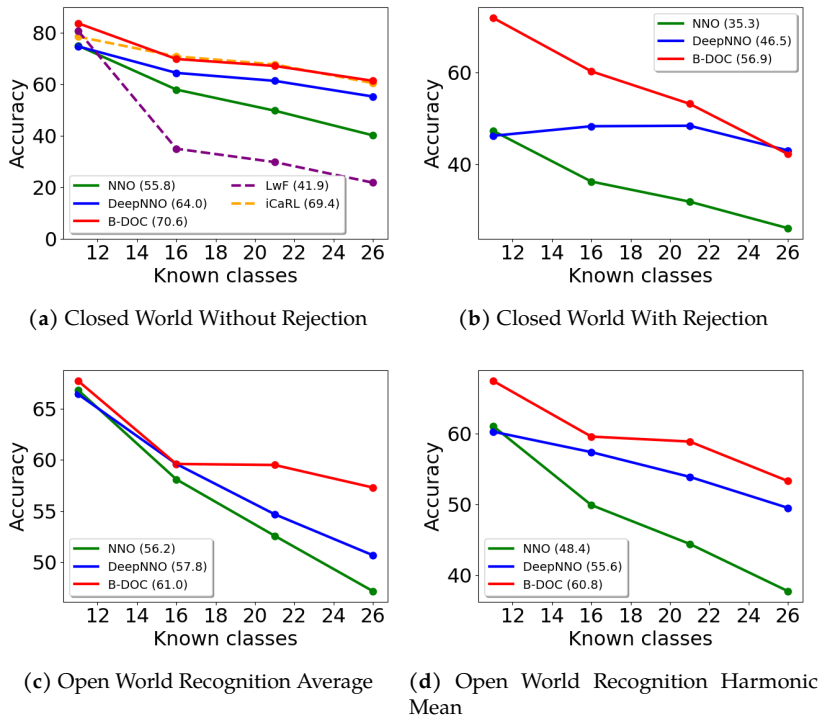 80
60
40
20
0
Accuracy
NNO (35.3)
DeepNNO (46.5)
B-DOC (56.9)
60
40
Accuracy
NNO (55.8)
DeepNNO (64.0)
B-DOC (70.6)
LwF (41.9)
iCaRL (69.4)
12 14 16 18 20 22 24 26
Known classes
12 14 16 18 20 22 24 26
Known classes
(a) Closed World Without Rejection
(b) Closed World With Rejection
65
60
55
50
Accuracy
NNO (56.2)
DeepNNO (57.8)
B-DOC (61.0)
12 14 16 18 20 22 24 26
Known classes
60
50
40
Accuracy
NNO (48.4)
DeepNNO (55.6)
B-DOC (60.8)
12 14 16 18 20 22 24 26
Known classes
(c) Open World Recognition Average
(d) Open World Recognition Harmonic
Mean